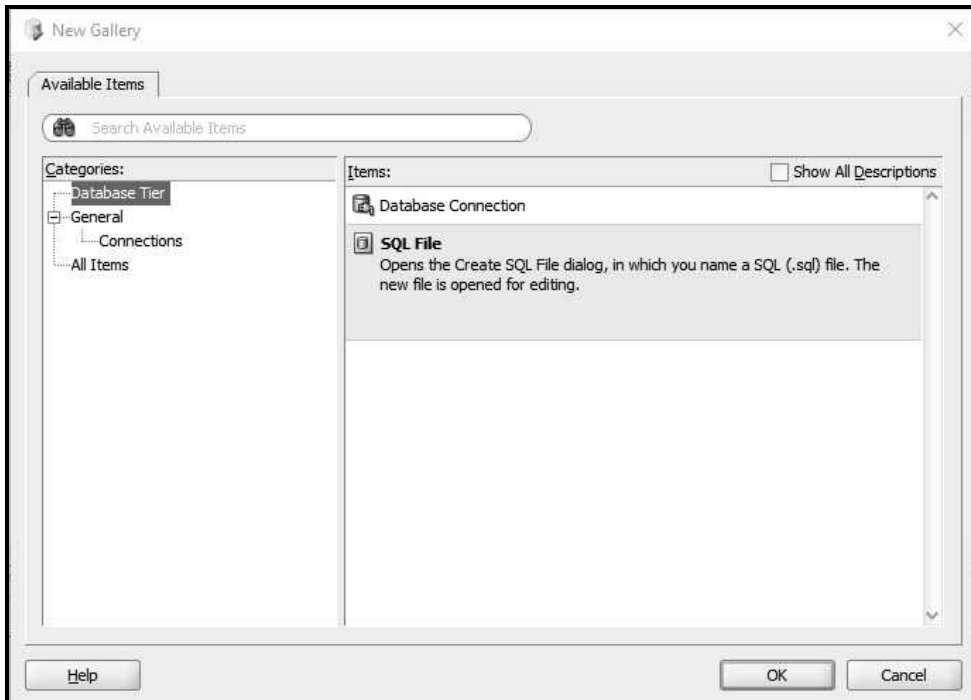 New Gallery
Available Items
Search Available Items
Categories:
Database Tier
General
Connections
All Items
Items:
Show All Descriptions
Database Connection
SQL File
Opens the Create SQL File dialog, in which you name a SQL (.sql) file. The
new file is opened for editing.
Help
OK
Cancel